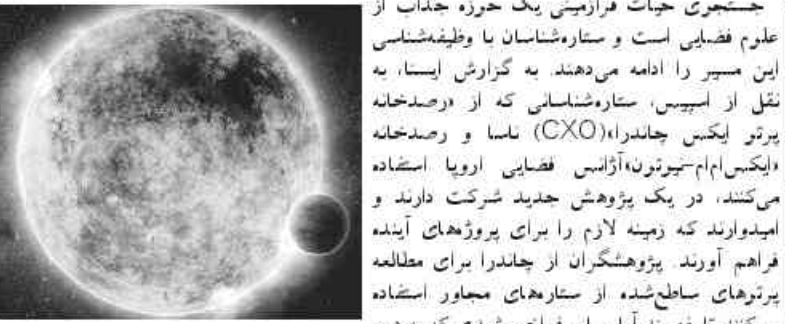 جستجوی حیات فرازمینی یک حوزه جذاب از
علوم فضایی است و ستاره‌شناسان با وظیفه‌شناسی
این مسیر را ادامه می‌دهند. به گزارش ایسنا، به
نقل از اسپیس، ستاره‌شناسانی که از «رصدخانه
پرتو ایکس چاندرا»(CXO) ناسا و رصدخانه
«ایکس‌ام‌ام-نیوتون»آژانس فضایی اروپا استفاده
می‌کنند، در یک پژوهش جدید شرکت دارند و
امیدوارند که زمینه لازم را برای پروژه‌های آینده
فراهم آورند. پژوهشگران از چاندرا برای مطالعه
پرتوهای ساطع‌شده از ستاره‌های مجاور استفاده